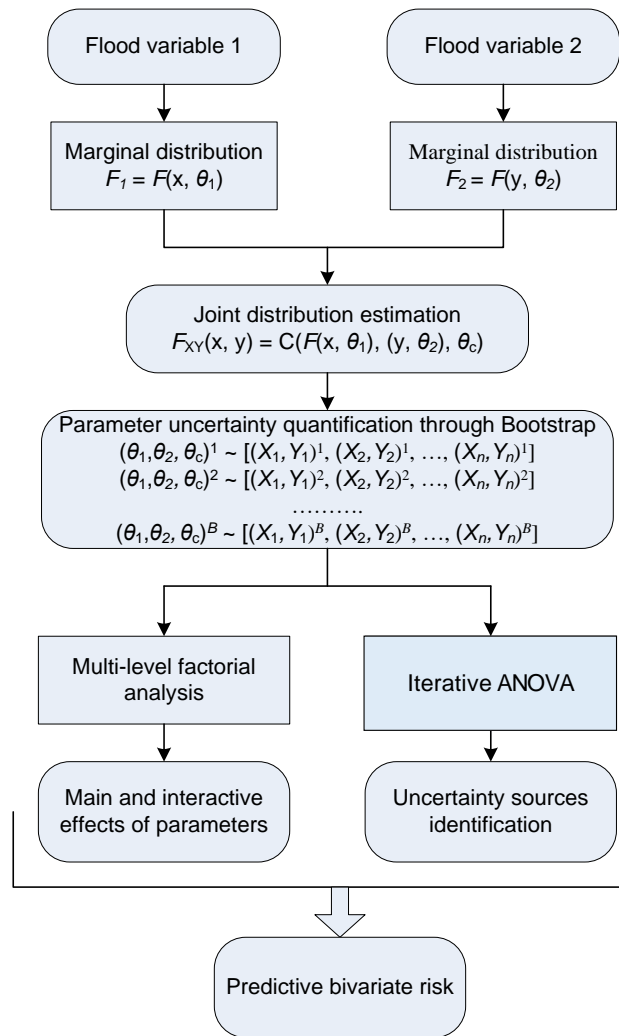 Flood variable 1
Flood variable 2
Marginal distribution
F₁ = F(x, θ₁)
Marginal distribution
F₂ = F(y, θ₂)
Joint distribution estimation
F_XY(x, y) = C(F(x, θ₁), (y, θ₂), θc)
Parameter uncertainty quantification through Bootstrap
(θ₁,θ₂, θc)¹ ~ [(X₁,Y₁)¹, (X₂,Y₂)¹, …, (Xₙ,Yₙ)¹]
(θ₁,θ₂, θc)² ~ [(X₁,Y₁)², (X₂,Y₂)², …, (Xₙ,Yₙ)²]
……….
(θ₁,θ₂, θc)ᴮ ~ [(X₁,Y₁)ᴮ, (X₂,Y₂)ᴮ, …, (Xₙ,Yₙ)ᴮ]
Multi-level factorial
analysis
Iterative ANOVA
Main and interactive
effects of parameters
Uncertainty sources
identification
Predictive bivariate
risk